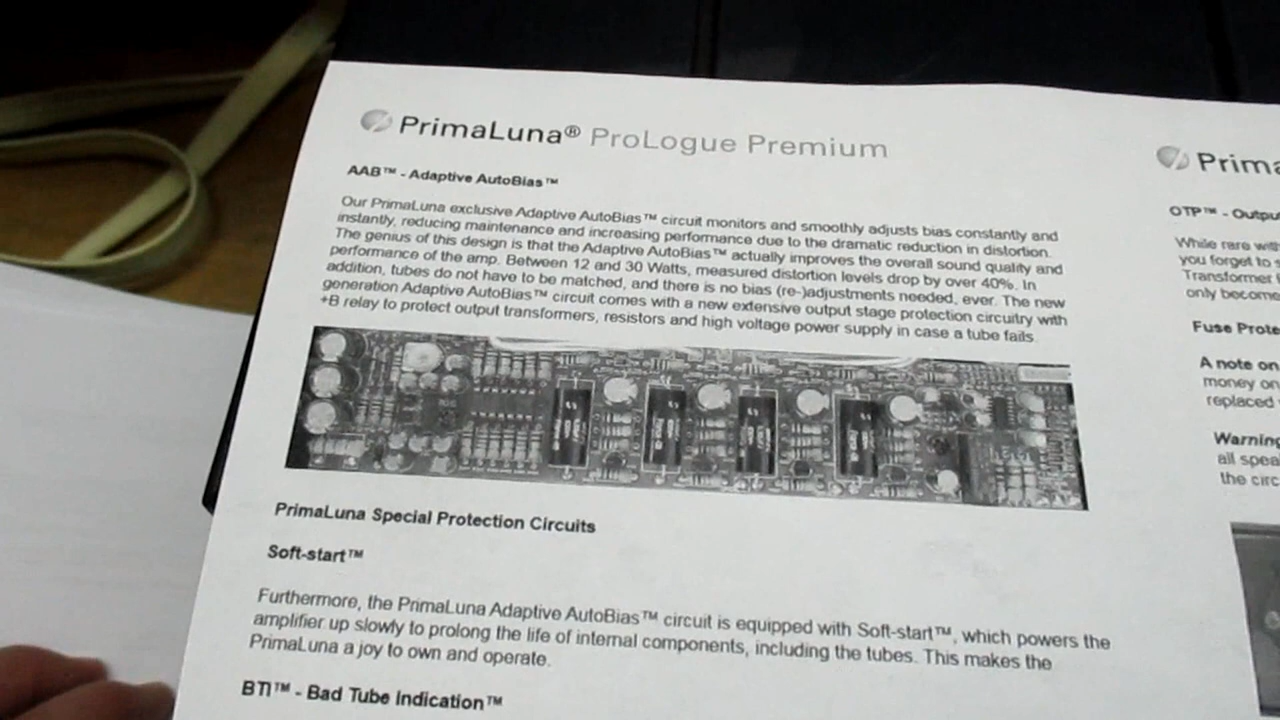 PrimaLuna® ProLogue Premium
AAB™ - Adaptive AutoBias™
Our PrimaLuna exclusive Adaptive AutoBias™ circuit monitors and smoothly adjusts bias constantly and
instantly, reducing maintenance and increasing performance due to the dramatic reduction in distortion.
The genius of this design is that the Adaptive AutoBias™ actually improves the overall sound quality and
performance of the amp. Between 12 and 30 Watts, measured distortion levels drop by over 40%. In
addition, tubes do not have to be matched, and there is no bias (re-)adjustments needed, ever. The new
generation Adaptive AutoBias™ circuit comes with a new extensive output stage protection circuitry with
+B relay to protect output transformers, resistors and high voltage power supply in case a tube fails.
PrimaLuna Special Protection Circuits
Soft-start™
Furthermore, the PrimaLuna Adaptive AutoBias™ circuit is equipped with Soft-start™, which powers the
amplifier up slowly to prolong the life of internal components, including the tubes. This makes the
PrimaLuna a joy to own and operate.
BTI™ - Bad Tube Indication™
Prima
OTP™ - Outpu
While rare wit
you forget to s
Transformer
only become
Fuse Prote
A note on
money on
replaced
Warning
all spea
the circ